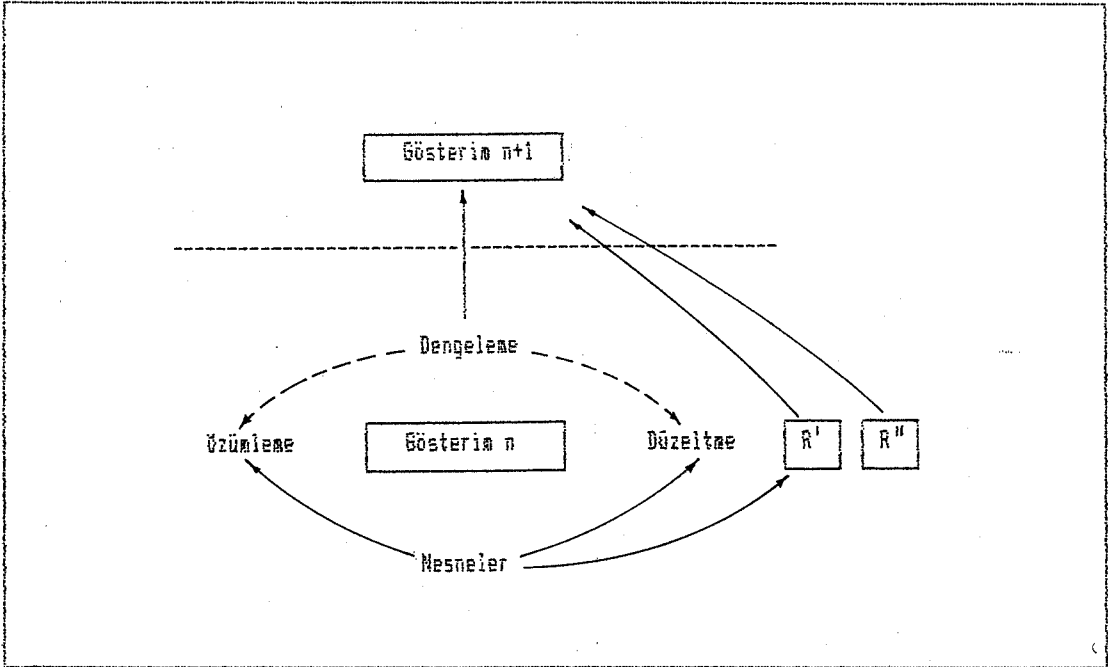 Gösterim n+1
Dengeleme
Özümleme
Gösterim n
Düzeltme
R'
R"
Nesneler